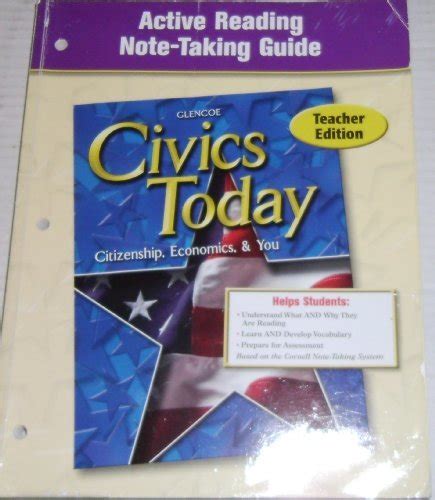 Active Reading
Note-Taking Guide
GLENCOE
Teacher
Edition
Civics
Today
Citizenship, Economics, & You
Helps Students:
• Understand What AND Why They
Are Reading
• Learn AND Develop Vocabulary
• Prepare for Assessment
Based on the Cornell Note-Taking System